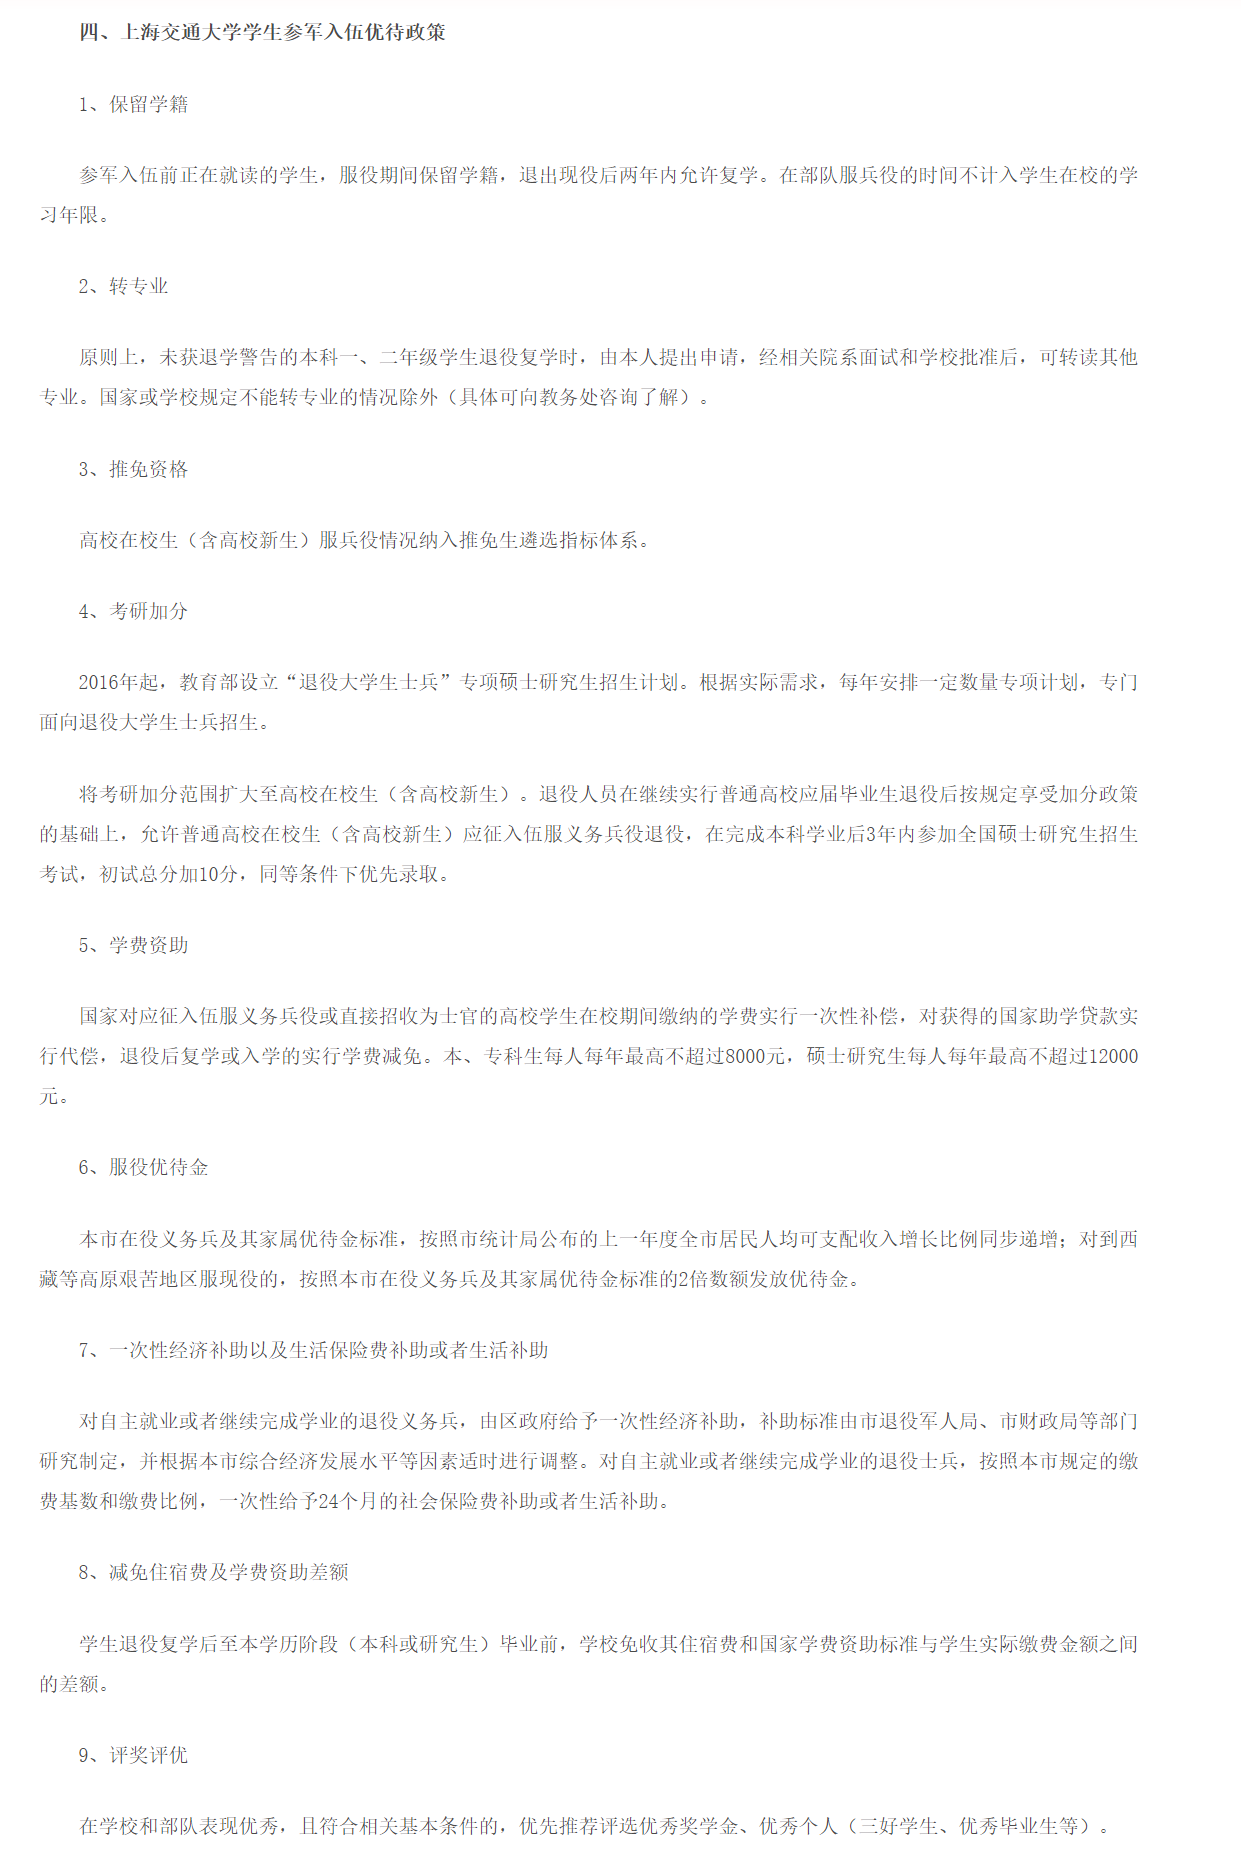 四、上海交通大学学生参军入伍优待政策
1、保留学籍
参军入伍前正在就读的学生，服役期间保留学籍，退出现役后两年内允许复学。在部队服兵役的时间不计入学生在校的学
习年限。
2、转专业
原则上，未获退学警告的本科一、二年级学生退役复学时，由本人提出申请，经相关院系面试和学校批准后，可转读其他
专业。国家或学校规定不能转专业的情况除外（具体可向教务处咨询了解）。
3、推免资格
高校在校生（含高校新生）服兵役情况纳入推免生遴选指标体系。
4、考研加分
2016年起，教育部设立“退役大学生士兵”专项硕士研究生招生计划。根据实际需求，每年安排一定数量专项计划，专门
面向退役大学生士兵招生。
将考研加分范围扩大至高校在校生（含高校新生）。退役人员在继续实行普通高校应届毕业生退役后按规定享受加分政策
的基础上，允许普通高校在校生（含高校新生）应征入伍服义务兵役退役，在完成本科学业后3年内参加全国硕士研究生招生
考试，初试总分加10分，同等条件下优先录取。
5、学费资助
国家对应征入伍服义务兵役或直接招收为士官的高校学生在校期间缴纳的学费实行一次性补偿，对获得的国家助学贷款实
行代偿，退役后复学或入学的实行学费减免。本、专科生每人每年最高不超过8000元，硕士研究生每人每年最高不超过12000
元。
6、服役优待金
本市在役义务兵及其家属优待金标准，按照市统计局公布的上一年度全市居民人均可支配收入增长比例同步递增；对到西
藏等高原艰苦地区服现役的，按照本市在役义务兵及其家属优待金标准的2倍数额发放优待金。
7、一次性经济补助以及生活保险费补助或者生活补助
对自主就业或者继续完成学业的退役义务兵，由区政府给予一次性经济补助，补助标准由市退役军人局、市财政局等部门
研究制定，并根据本市综合经济发展水平等因素适时进行调整。对自主就业或者继续完成学业的退役士兵，按照本市规定的缴
费基数和缴费比例，一次性给予24个月的社会保险费补助或者生活补助。
8、减免住宿费及学费资助差额
学生退役复学后至本学历阶段（本科或研究生）毕业前，学校免收其住宿费和国家学费资助标准与学生实际缴费金额之间
的差额。
9、评奖评优
在学校和部队表现优秀，且符合相关基本条件的，优先推荐评选优秀奖学金、优秀个人（三好学生、优秀毕业生等）。